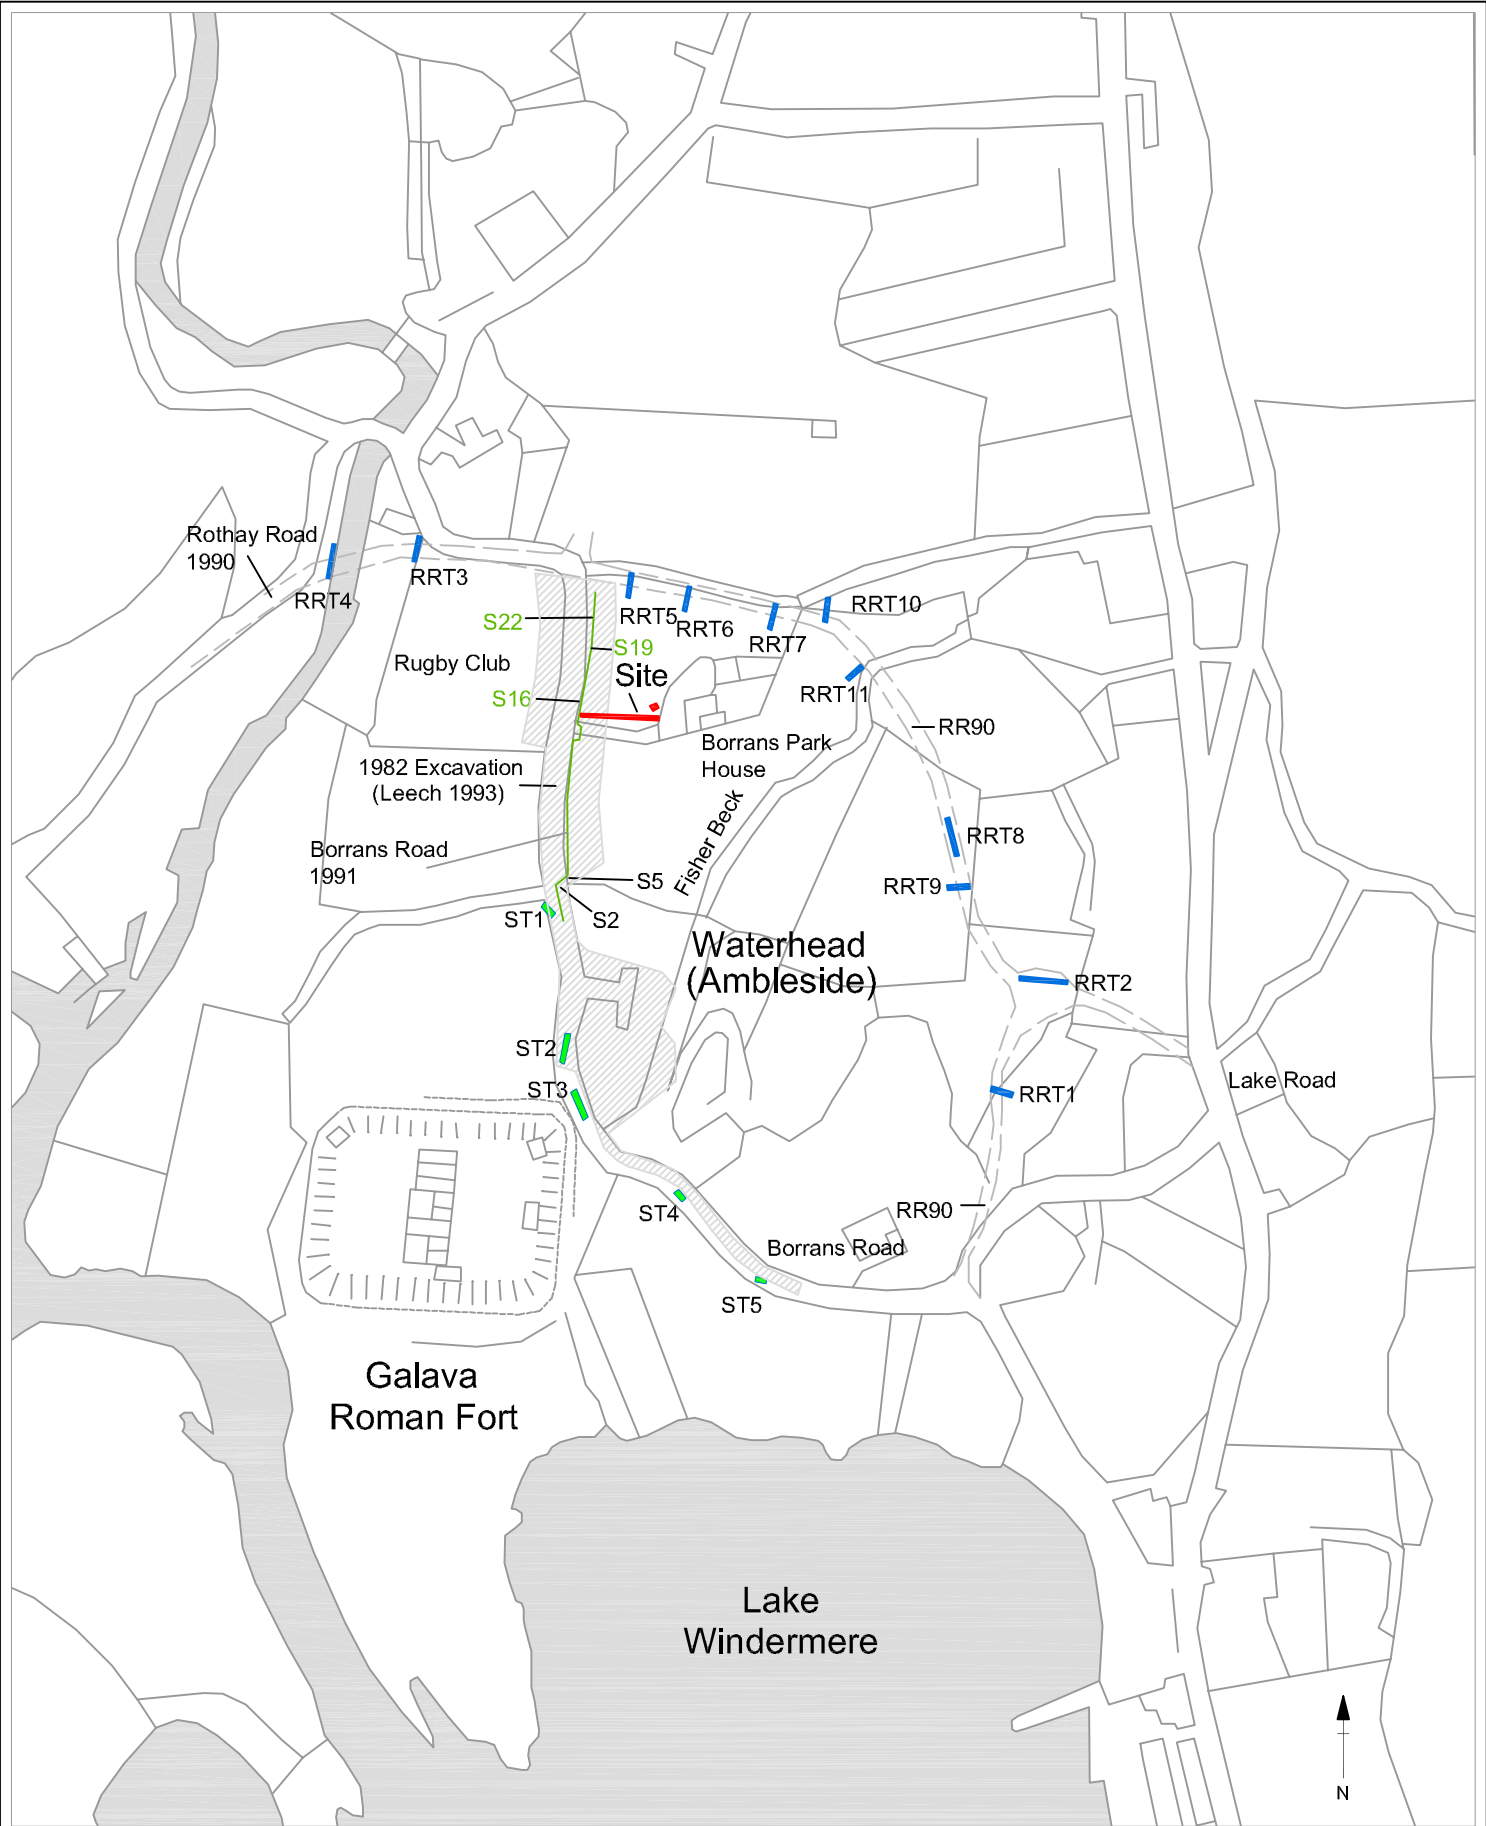 Rothay Road
1990
RRT3
RRT4
RRT5
RRT6
RRT7
RRT10
S22
S19
Rugby Club
Site
S16
RRT11
RR90
Borrans Park
House
1982 Excavation
(Leech 1993)
Fisher Beck
RRT8
Borrans Road
1991
S5
RRT9
ST1
S2
Waterhead
(Ambleside)
RRT2
ST2
ST3
Lake Road
RRT1
ST4
RR90
Borrans Road
ST5
Galava
Roman Fort
Lake
Windermere
N